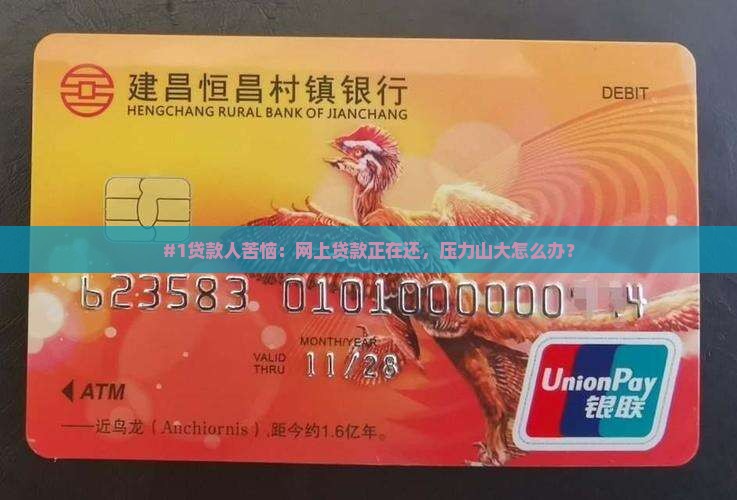 建昌恒昌村镇银行
HENGCHANG RURAL BANK OF JIANCHANG
DEBIT
#1贷款人苦恼：网上贷款正在还，压力山大怎么办？
623583 0101000000 4
MONTH/YEAR
VALID THRU 11/28
ATM
——近鸟龙（Anchiornis）,距今约1.6亿年。
UnionPay
银联